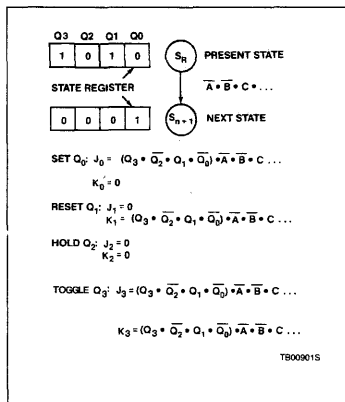 Q3 Q2 Q1 Q0
1 0 1 0
S_R
PRESENT STATE
STATE REGISTER
A̅ • B̅ • C • . . .
0 0 0 1
S_{n+1}
NEXT STATE
SET Q₀: J₀ = (Q₃ • Q̅₂ • Q₁ • Q̅₀) • A̅ • B̅ • C . . .
K₀ = 0
RESET Q₁: J₁ = 0
K₁ = (Q₃ • Q̅₂ • Q₁ • Q̅₀) • A̅ • B̅ • C . . .
HOLD Q₂: J₂ = 0
K₂ = 0
TOGGLE Q₃: J₃ = (Q₃ • Q̅₂ • Q₁ • Q̅₀) • A̅ • B̅ • C . . .
K₃ = (Q₃ • Q̅₂ • Q₁ • Q̅₀) • A̅ • B̅ • C . . .
TB00901S